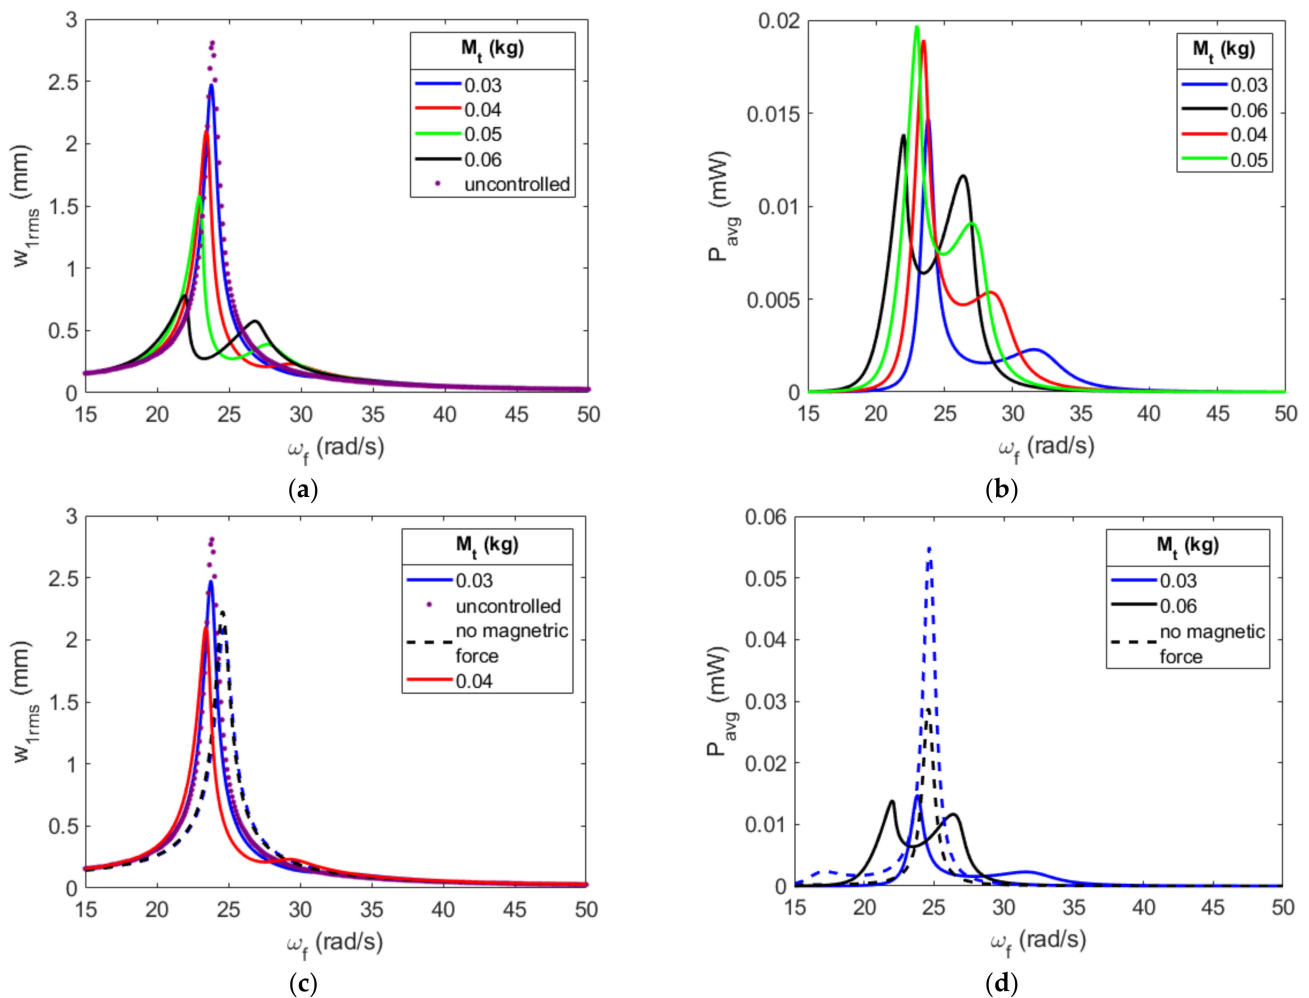 3
2.5
2
1.5
1
0.5
0
w1rms (mm)
15 20 25 30 35 40 45 50
ωf (rad/s)
Mt (kg)
0.03
0.04
0.05
0.06
uncontrolled
(a)
0.02
0.015
0.01
0.005
0
Pavg (mW)
15 20 25 30 35 40 45 50
ωf (rad/s)
Mt (kg)
0.03
0.06
0.04
0.05
(b)
3
2.5
2
1.5
1
0.5
0
w1rms (mm)
15 20 25 30 35 40 45 50
ωf (rad/s)
Mt (kg)
0.03
uncontrolled
no magnetric
force
0.04
(c)
0.06
0.05
0.04
0.03
0.02
0.01
0
Pavg (mW)
15 20 25 30 35 40 45 50
ωf (rad/s)
Mt (kg)
0.03
0.06
no magnetic
force
(d)